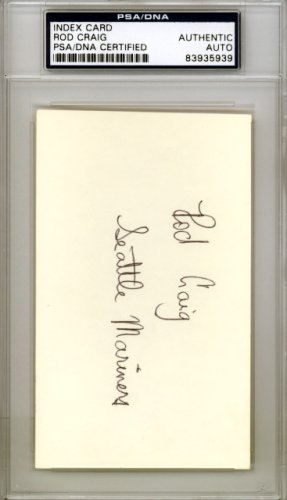 PSA/DNA
INDEX CARD
ROD CRAIG
PSA/DNA CERTIFIED
AUTHENTIC
AUTO
83935939
Rod Craig
Seattle Mariners